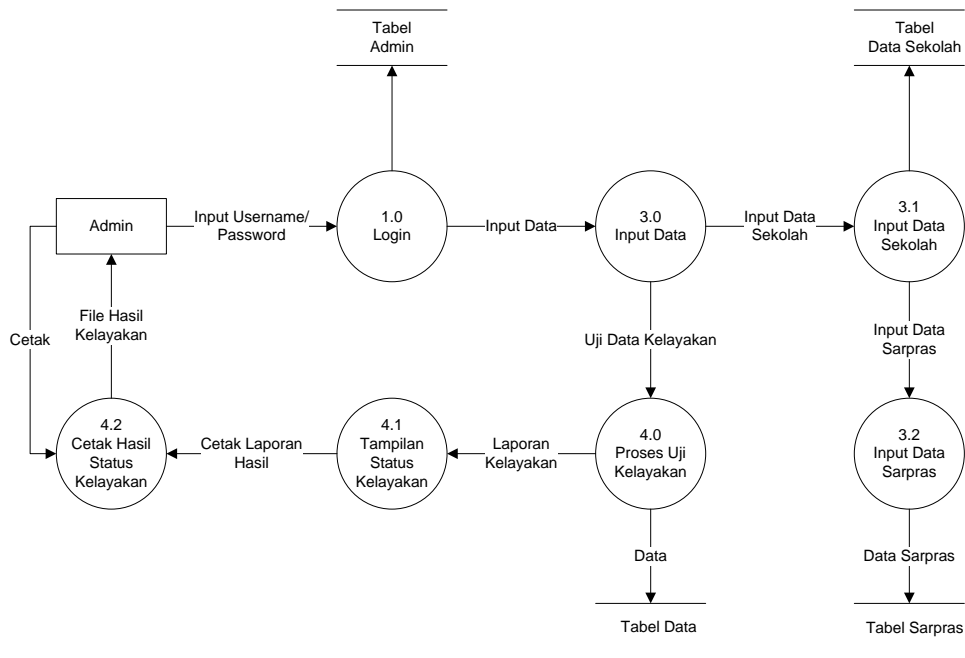 Tabel
Admin
Tabel
Data Sekolah
Admin
Input Username/
Password
1.0
Login
Input Data
3.0
Input Data
Input Data
Sekolah
3.1
Input Data
Sekolah
Cetak
File Hasil
Kelayakan
Uji Data Kelayakan
Input Data
Sarpras
4.2
Cetak Hasil
Status
Kelayakan
Cetak Laporan
Hasil
4.1
Tampilan
Status
Kelayakan
Laporan
Kelayakan
4.0
Proses Uji
Kelayakan
3.2
Input Data
Sarpras
Data
Data Sarpras
Tabel Data
Tabel Sarpras